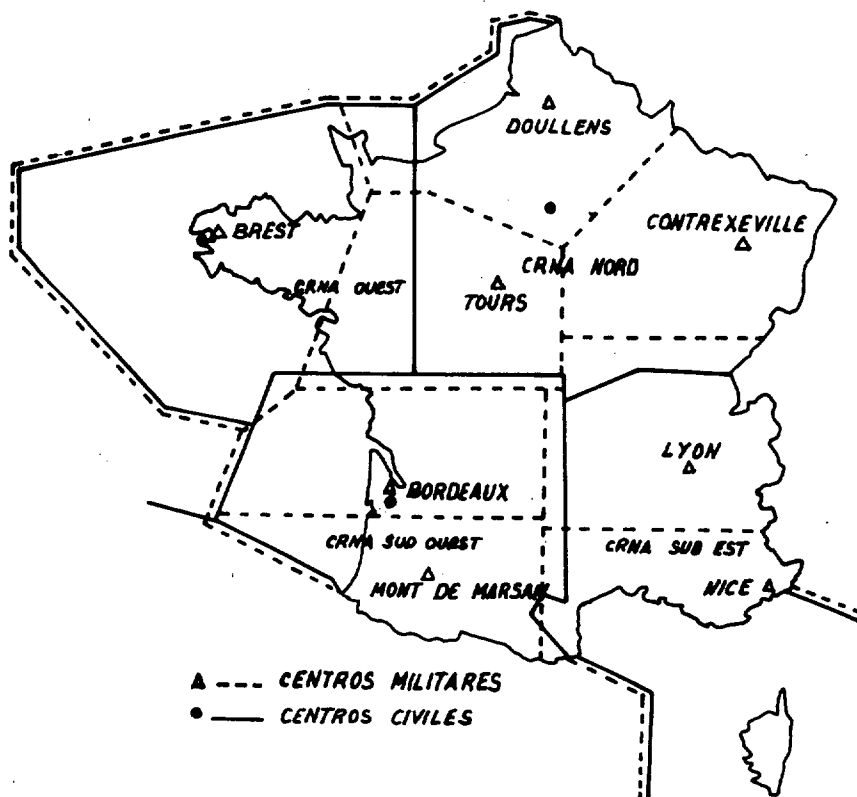 DOULLENS
BREST
CONTREXEVILLE
CRNA OUEST
CRNA NORD
TOURS
LYON
BORDEAUX
CRNA SUD OUEST
CRNA SUB EST
MONT DE MARSAN
NICE
CENTROS MILITARES
CENTROS CIVILES